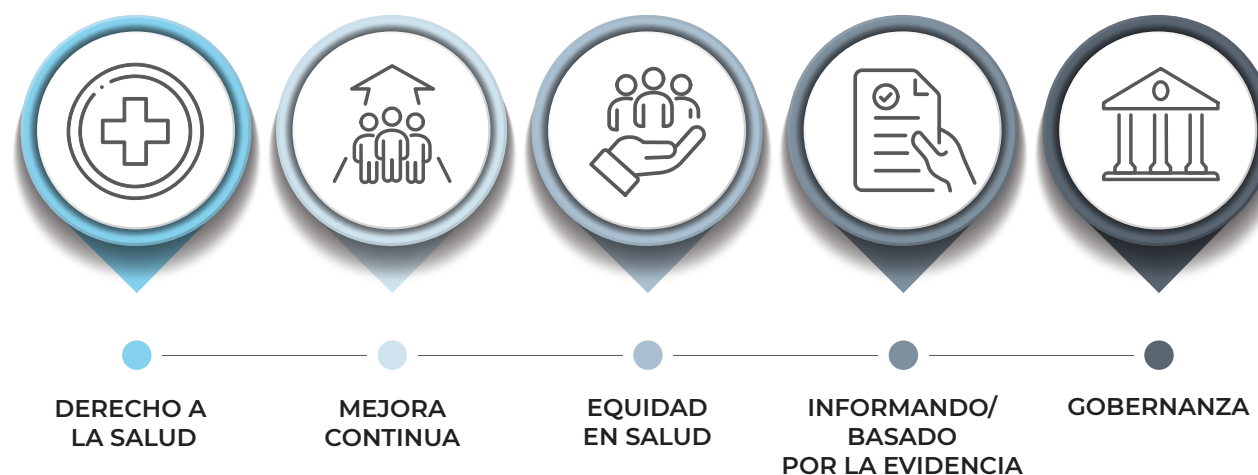 DERECHO A
LA SALUD
MEJORA
CONTINUA
EQUIDAD
EN SALUD
INFORMANDO/
BASADO
POR LA EVIDENCIA
GOBERNANZA